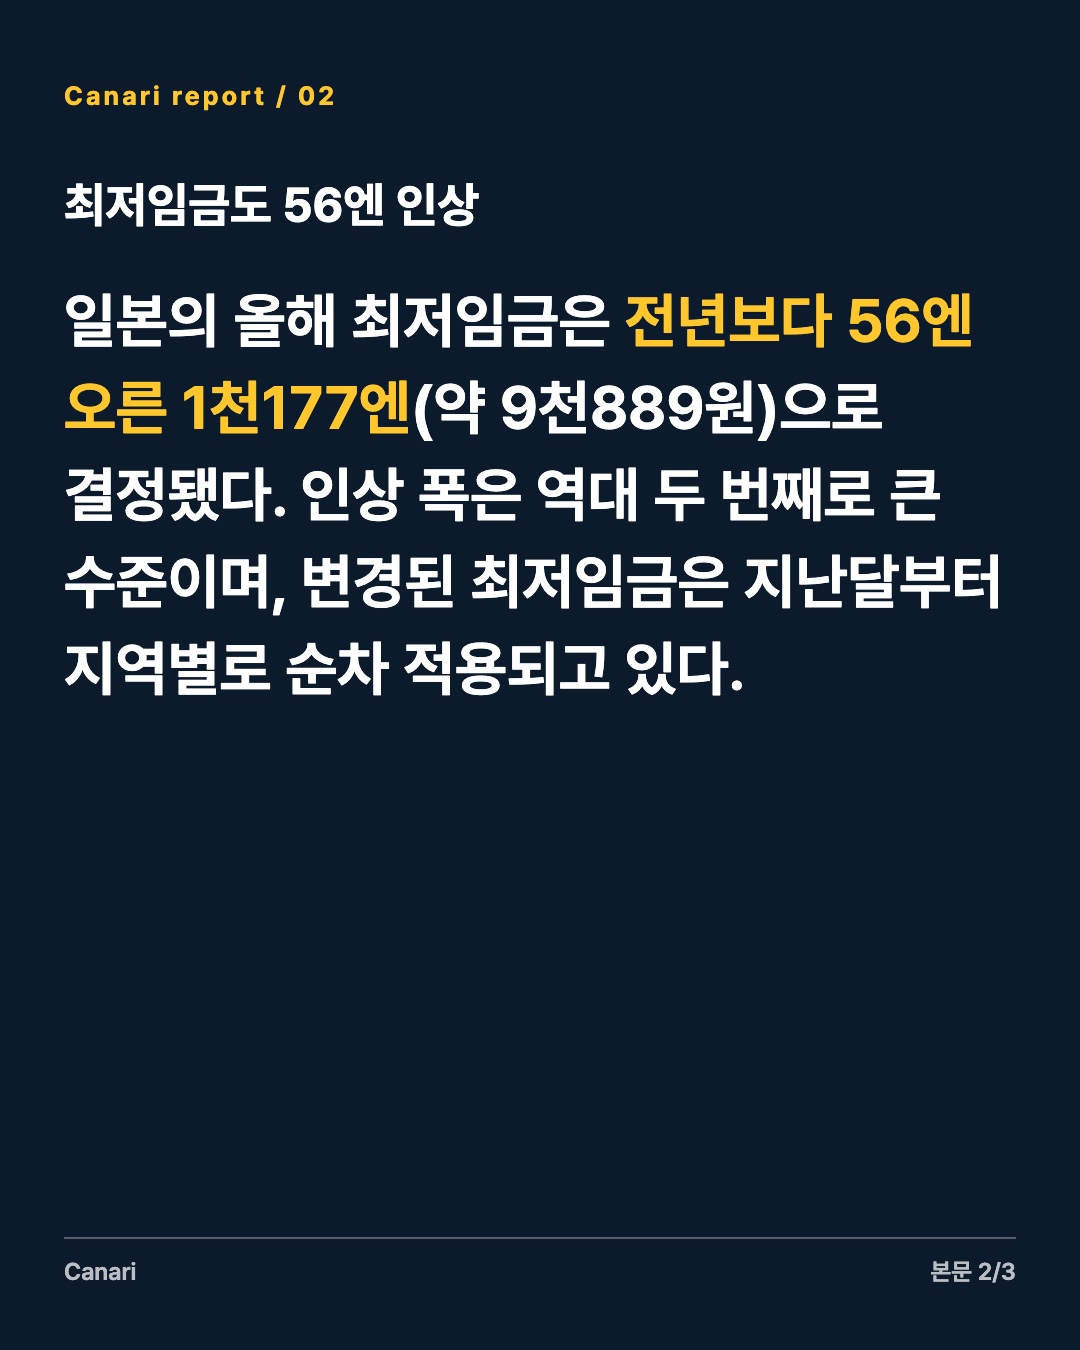 Canari report / 02
최저임금도 56엔 인상
일본의 올해 최저임금은 전년보다 56엔
오른 1천177엔(약 9천889원)으로
결정됐다. 인상 폭은 역대 두 번째로 큰
수준이며, 변경된 최저임금은 지난달부터
지역별로 순차 적용되고 있다.
Canari
본문 2/3